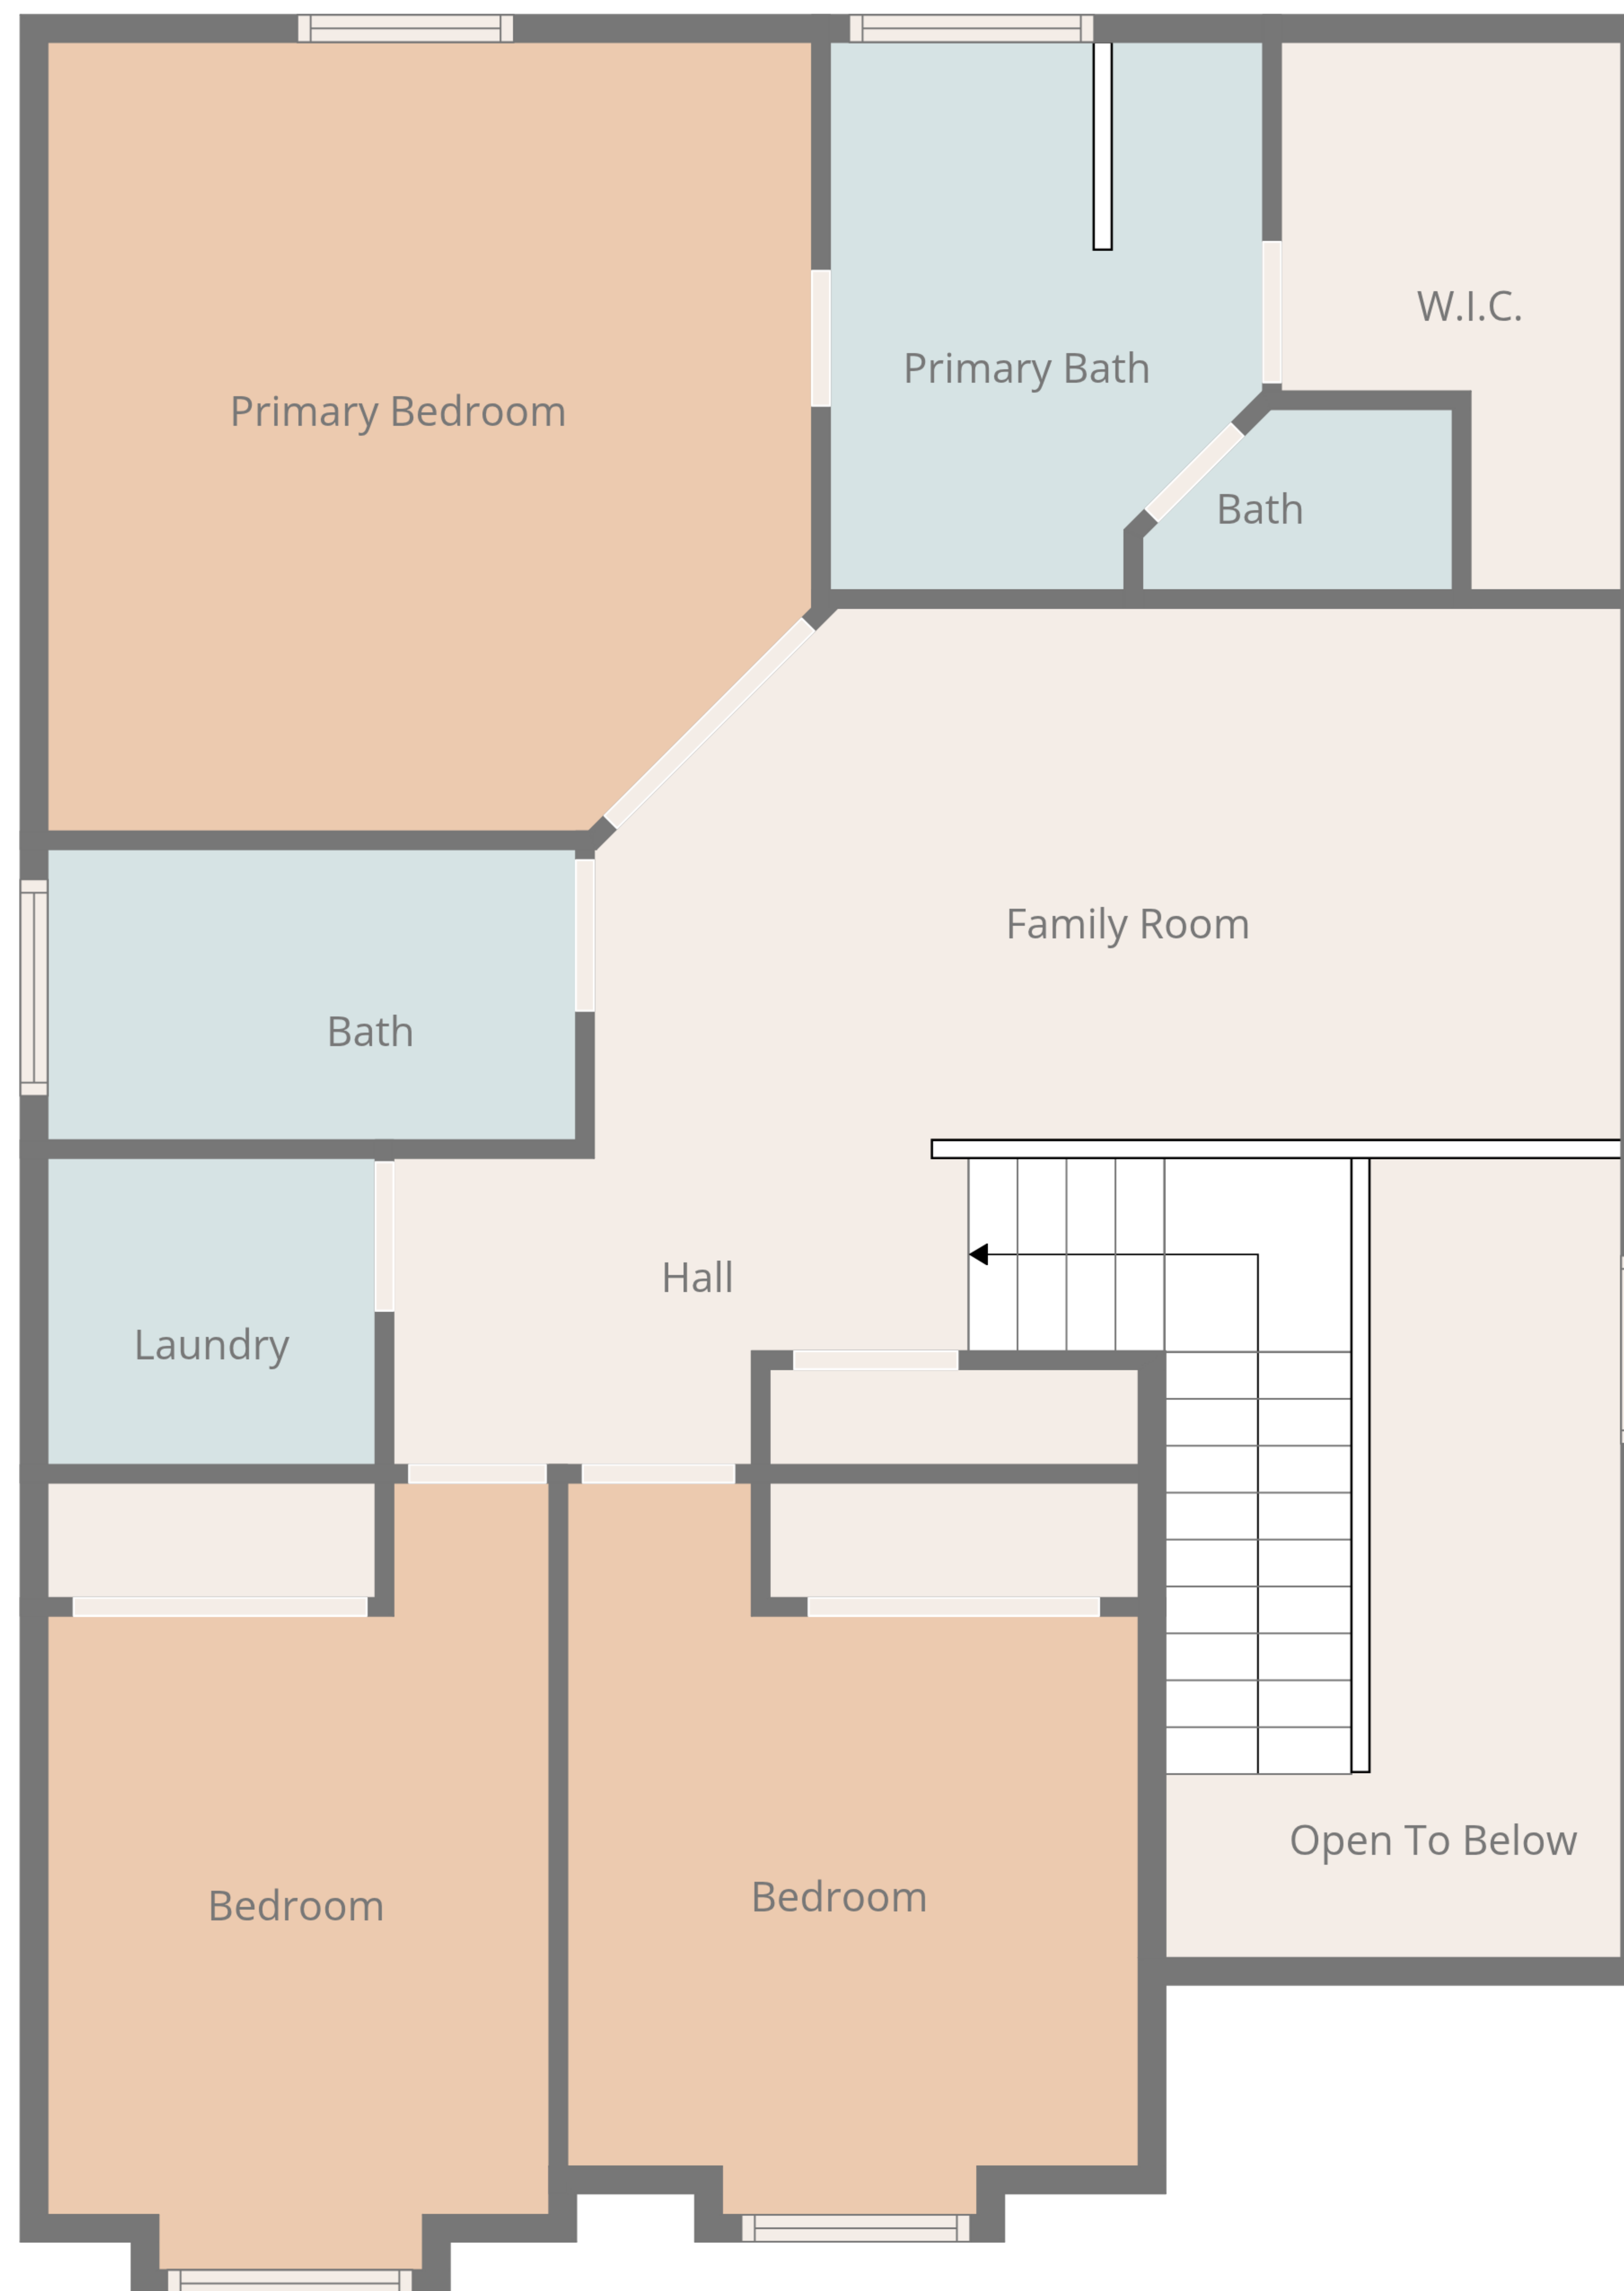 W.I.C.
Primary Bath
Primary Bedroom
Bath
Family Room
Bath
Hall
Laundry
Open To Below
Bedroom
Bedroom